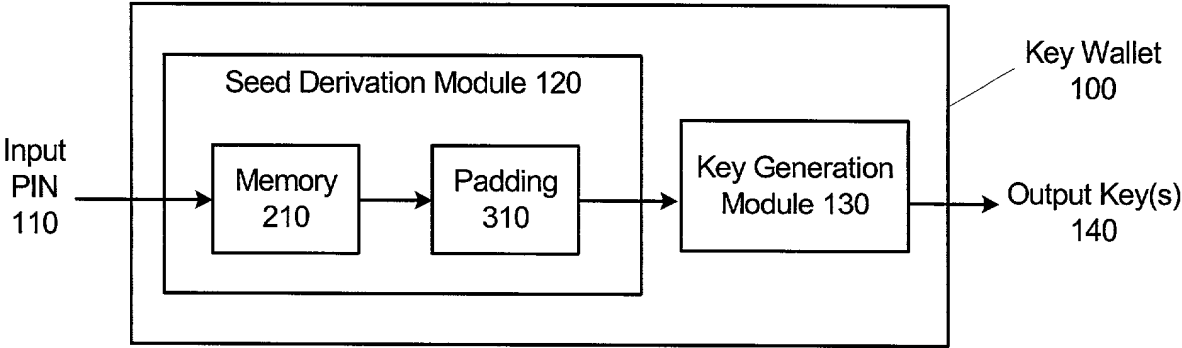 Seed Derivation Module 120
Key Wallet
100
Input
PIN
110
Memory
210
Padding
310
Key Generation
Module 130
Output Key(s)
140